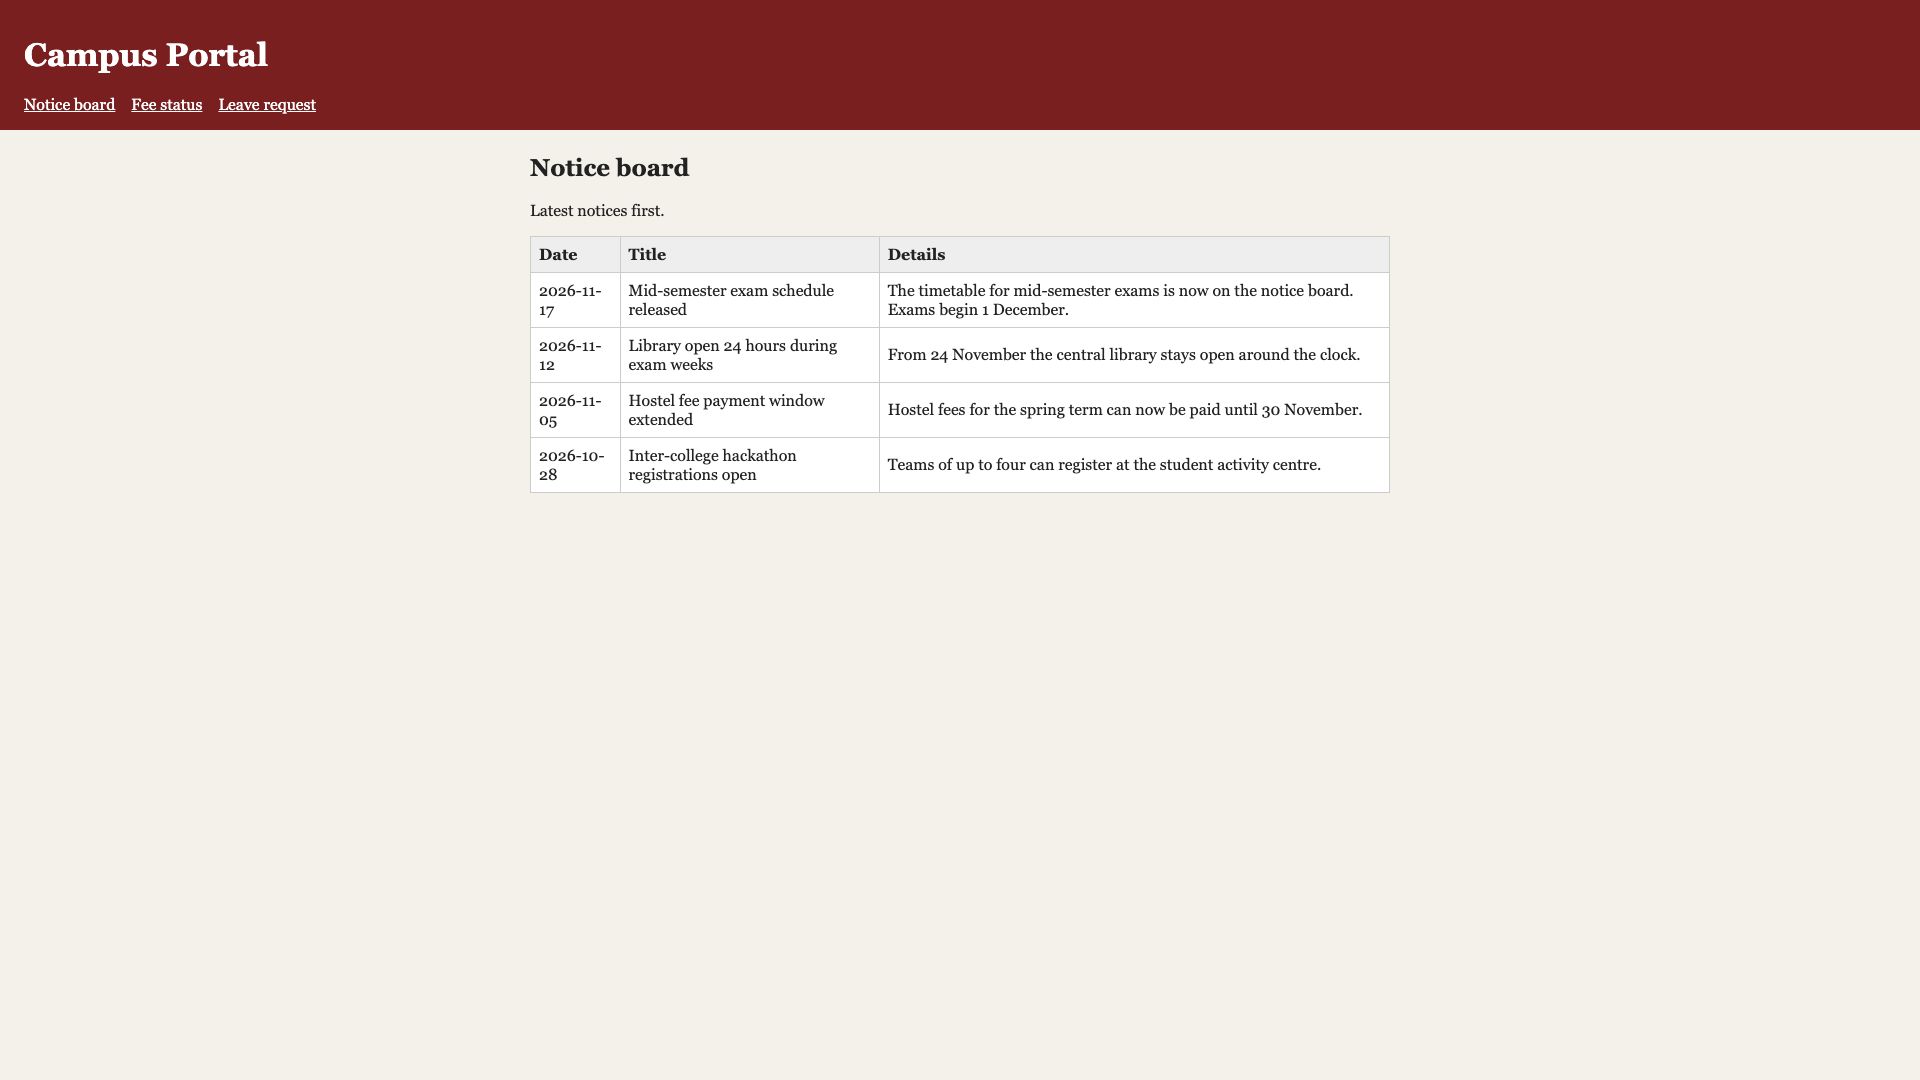 Campus Portal
Notice board Fee status Leave request
Notice board
Latest notices first.
Date Title Details
2026-11-
17
Mid-semester exam schedule
released
The timetable for mid-semester exams is now on the notice board.
Exams begin 1 December.
2026-11-
12
Library open 24 hours during
exam weeks
From 24 November the central library stays open around the clock.
2026-11-
05
Hostel fee payment window
extended
Hostel fees for the spring term can now be paid until 30 November.
2026-10-
28
Inter-college hackathon
registrations open
Teams of up to four can register at the student activity centre.